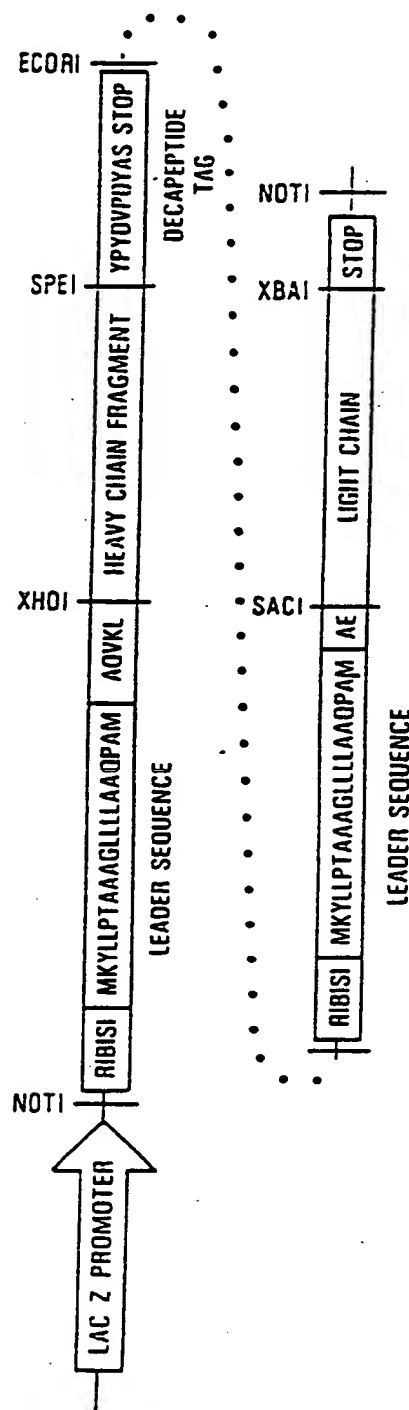 LAC Z PROMOTER
NOTI
RIBISI
MKYLLPTAAAGLLLLAAQPAM
LEADER SEQUENCE
AQVKL
XHOI
HEAVY CHAIN FRAGMENT
SPEI
YPYDVPDYAS STOP
DECAPEPTIDE
TAG
ECORI
RIBISI
MKYLLPTAAAGLLLLAAQPAM
LEADER SEQUENCE
AE
SACI
LIGHT CHAIN
XBAI
STOP
NOTI